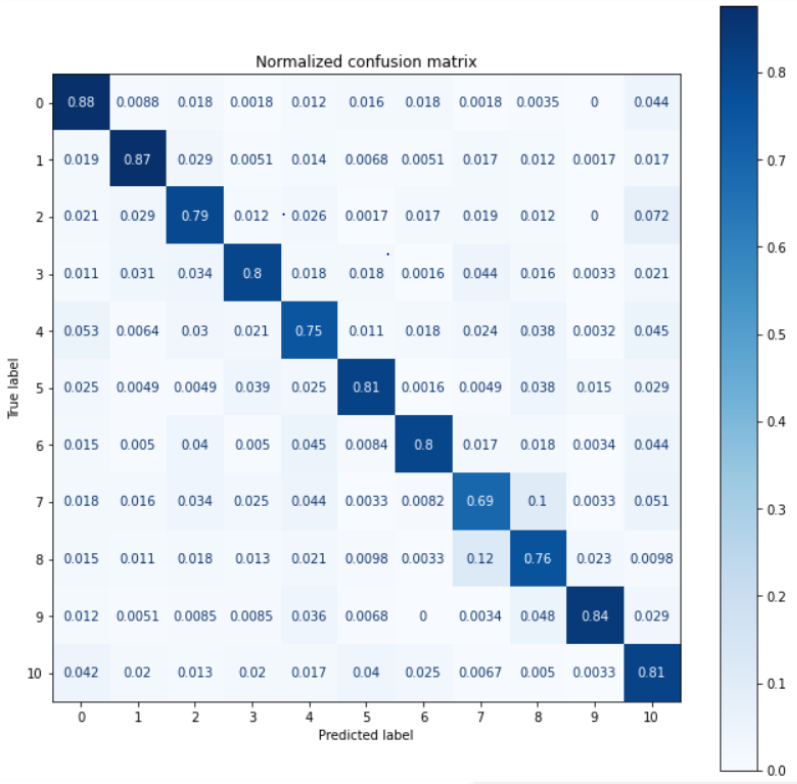 Normalized confusion matrix
True label
0 0.88 0.0088 0.018 0.0018 0.012 0.016 0.018 0.0018 0.0035 0 0.044
1 0.019 0.87 0.029 0.0051 0.014 0.0068 0.0051 0.017 0.012 0.0017 0.017
2 0.021 0.029 0.79 0.012 0.026 0.0017 0.017 0.019 0.012 0 0.072
3 0.011 0.031 0.034 0.8 0.018 0.018 0.0016 0.044 0.016 0.0033 0.021
4 0.053 0.0064 0.03 0.021 0.75 0.011 0.018 0.024 0.038 0.0032 0.045
5 0.025 0.0049 0.0049 0.039 0.025 0.81 0.0016 0.0049 0.038 0.015 0.029
6 0.015 0.005 0.04 0.005 0.045 0.0084 0.8 0.017 0.018 0.0034 0.044
7 0.018 0.016 0.034 0.025 0.044 0.0033 0.0082 0.69 0.1 0.0033 0.051
8 0.015 0.011 0.018 0.013 0.021 0.0098 0.0033 0.12 0.76 0.023 0.0098
9 0.012 0.0051 0.0085 0.0085 0.036 0.0068 0 0.0034 0.048 0.84 0.029
10 0.042 0.02 0.013 0.02 0.017 0.04 0.025 0.0067 0.005 0.0033 0.81
0 1 2 3 4 5 6 7 8 9 10
Predicted label
0.8
0.7
0.6
0.5
0.4
0.3
0.2
0.1
0.0